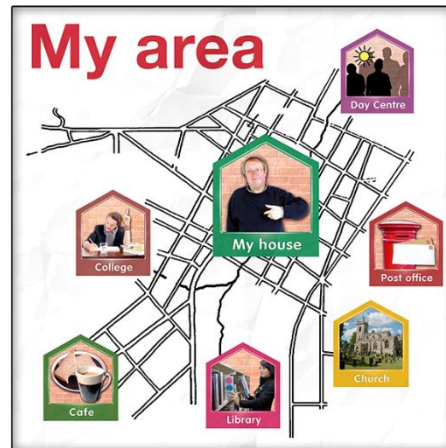 My area
Day Centre
My house
College
Post office
Church
Cafe
Library